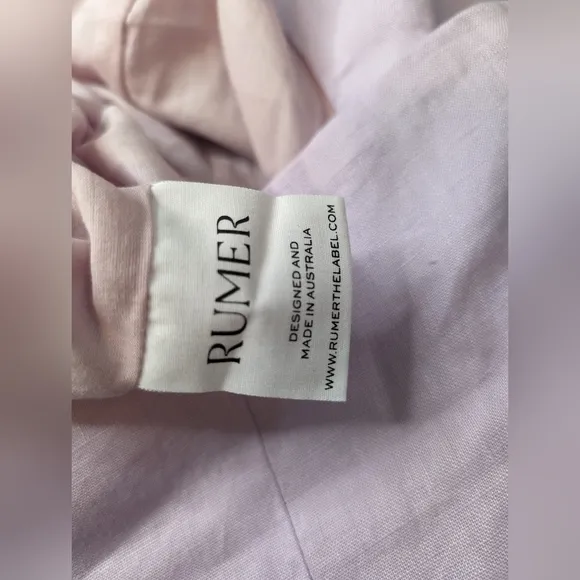 RUMER
DESIGNED AND
MADE IN AUSTRALIA
WWW.RUMERTHELABEL.COM